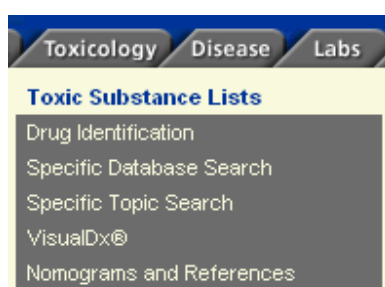 Toxicology Disease Labs
Toxic Substance Lists
Drug Identification
Specific Database Search
Specific Topic Search
VisualDx®
Nomograms and References